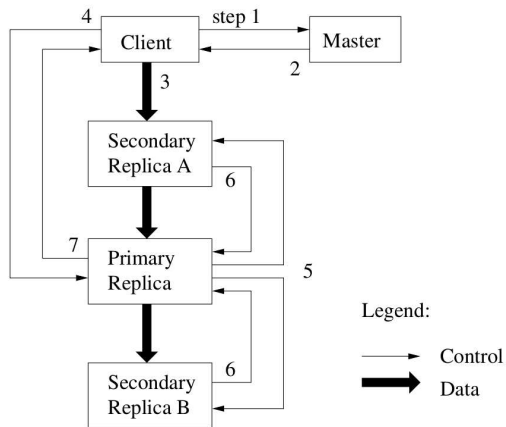 4
step 1
Client
Master
2
3
Secondary
Replica A
6
7
Primary
Replica
5
Legend:
6
Control
Secondary
Replica B
Data